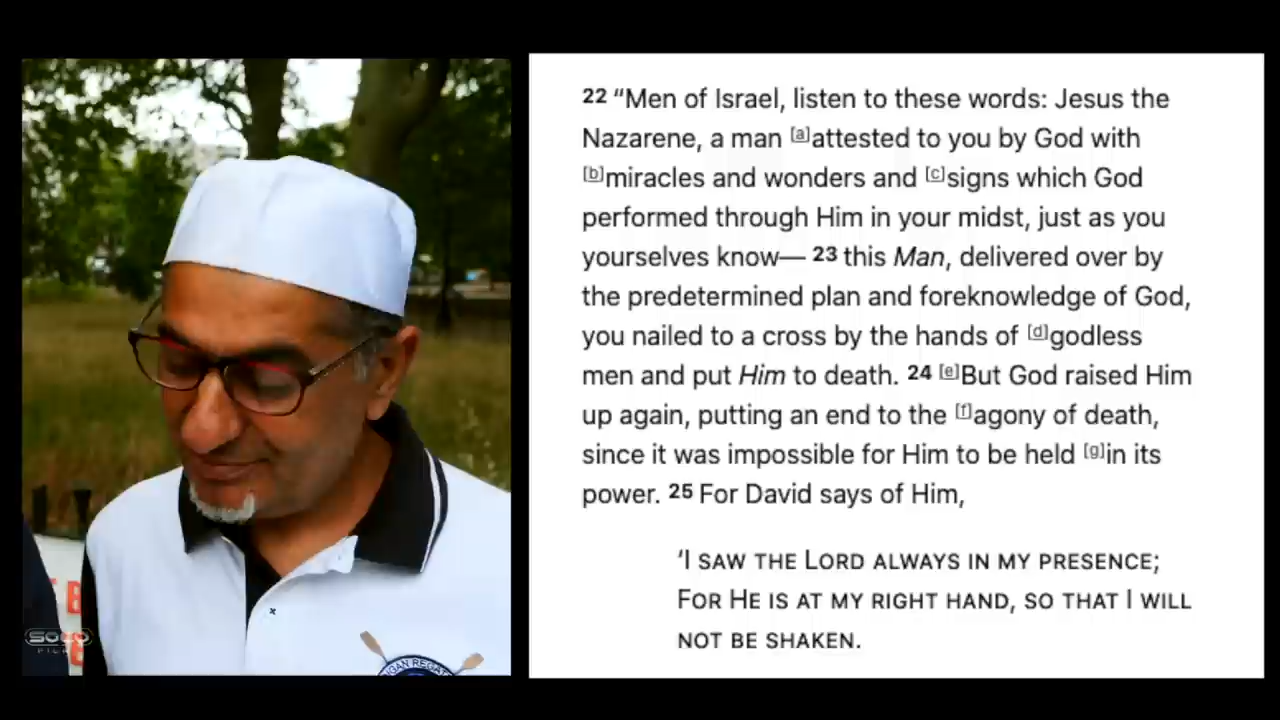 22 “Men of Israel, listen to these words: Jesus the
Nazarene, a man [a]attested to you by God with
[b]miracles and wonders and [c]signs which God
performed through Him in your midst, just as you
yourselves know— 23 this Man, delivered over by
the predetermined plan and foreknowledge of God,
you nailed to a cross by the hands of [d]godless
men and put Him to death. 24 [e]But God raised Him
up again, putting an end to the [f]agony of death,
since it was impossible for Him to be held [g]in its
power. 25 For David says of Him,
‘I SAW THE LORD ALWAYS IN MY PRESENCE;
FOR HE IS AT MY RIGHT HAND, SO THAT I WILL
NOT BE SHAKEN.
SOCO
FILMS